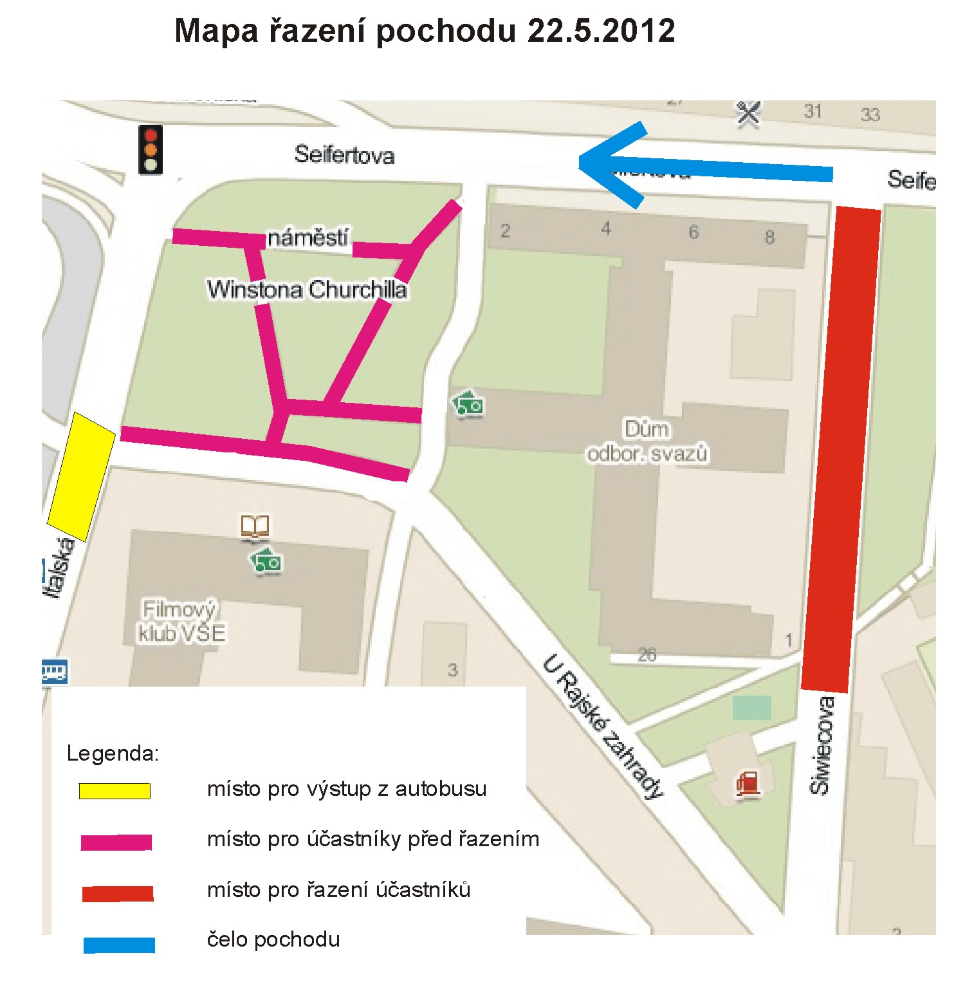 Mapa řazení pochodu 22.5.2012
31
33
Seifertova
Seife
náměstí
2
4
6
8
Winstona Churchilla
Dům
odbor. svazů
Italská
Filmový
klub VŠE
1
26
3
U Rajské zahrady
Siwiecova
Legenda:
místo pro výstup z autobusu
místo pro účastníky před řazením
místo pro řazení účastníků
čelo pochodu